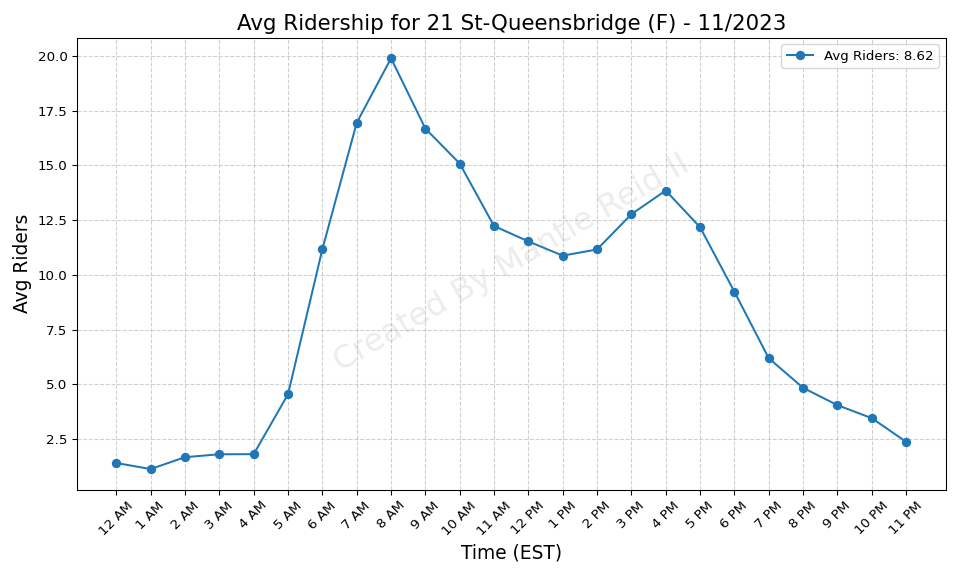 Avg Ridership for 21 St-Queensbridge (F) - 11/2023
Avg Riders: 8.62
20.0
17.5
15.0
12.5
10.0
7.5
5.0
2.5
Avg Riders
Created By Mantie Reid II
12 AM
1 AM
2 AM
3 AM
4 AM
5 AM
6 AM
7 AM
8 AM
9 AM
10 AM
11 AM
12 PM
1 PM
2 PM
3 PM
4 PM
5 PM
6 PM
7 PM
8 PM
9 PM
10 PM
11 PM
Time (EST)